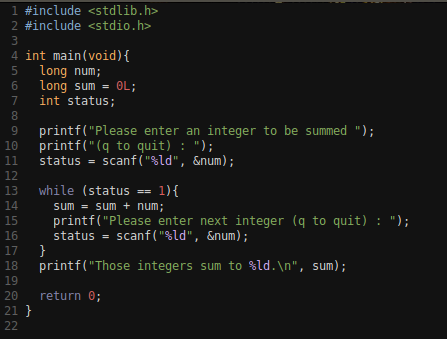 1 #include <stdlib.h>
2 #include <stdio.h>
3
4 int main(void){
5   long num;
6   long sum = 0L;
7   int status;
8
9   printf("Please enter an integer to be summed ");
10   printf("(q to quit) : ");
11   status = scanf("%ld", &num);
12
13   while (status == 1){
14     sum = sum + num;
15     printf("Please enter next integer (q to quit) : ");
16     status = scanf("%ld", &num);
17   }
18   printf("Those integers sum to %ld.\n", sum);
19
20   return 0;
21 }
22